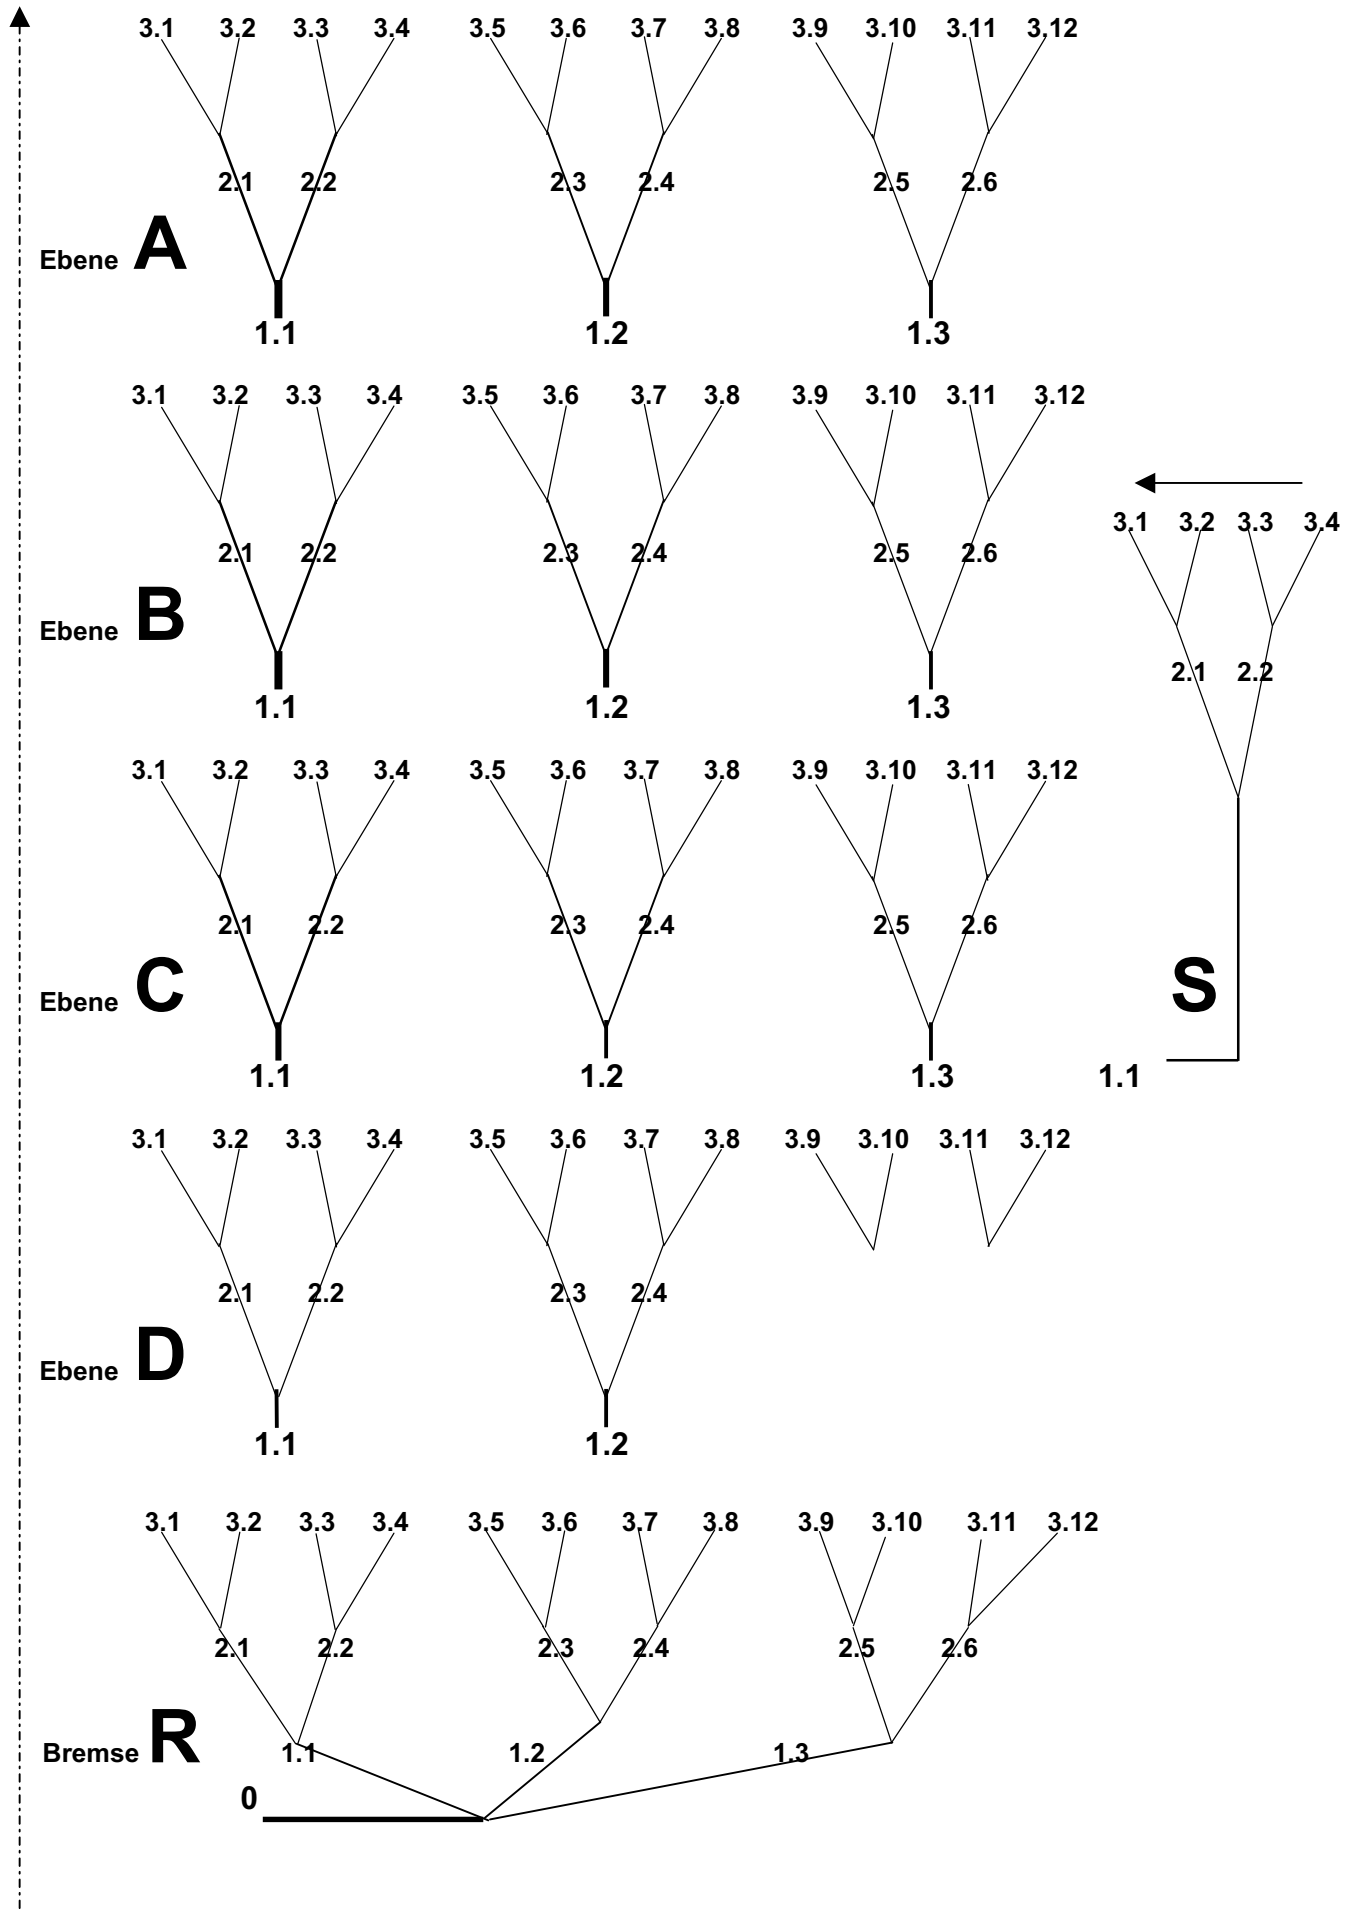 3.1 3.2 3.3 3.4 3.5 3.6 3.7 3.8 3.9 3.10 3.11 3.12
2.1 2.2 2.3 2.4 2.5 2.6
Ebene A
1.1 1.2 1.3
3.1 3.2 3.3 3.4 3.5 3.6 3.7 3.8 3.9 3.10 3.11 3.12
2.1 2.2 2.3 2.4 2.5 2.6
Ebene B
1.1 1.2 1.3
3.1 3.2 3.3 3.4
2.1 2.2
S
1.1
3.1 3.2 3.3 3.4 3.5 3.6 3.7 3.8 3.9 3.10 3.11 3.12
2.1 2.2 2.3 2.4 2.5 2.6
Ebene C
1.1 1.2 1.3
3.1 3.2 3.3 3.4 3.5 3.6 3.7 3.8 3.9 3.10 3.11 3.12
2.1 2.2 2.3 2.4
Ebene D
1.1 1.2
3.1 3.2 3.3 3.4 3.5 3.6 3.7 3.8 3.9 3.10 3.11 3.12
2.1 2.2 2.3 2.4 2.5 2.6
Bremse R
1.1 1.2 1.3
0